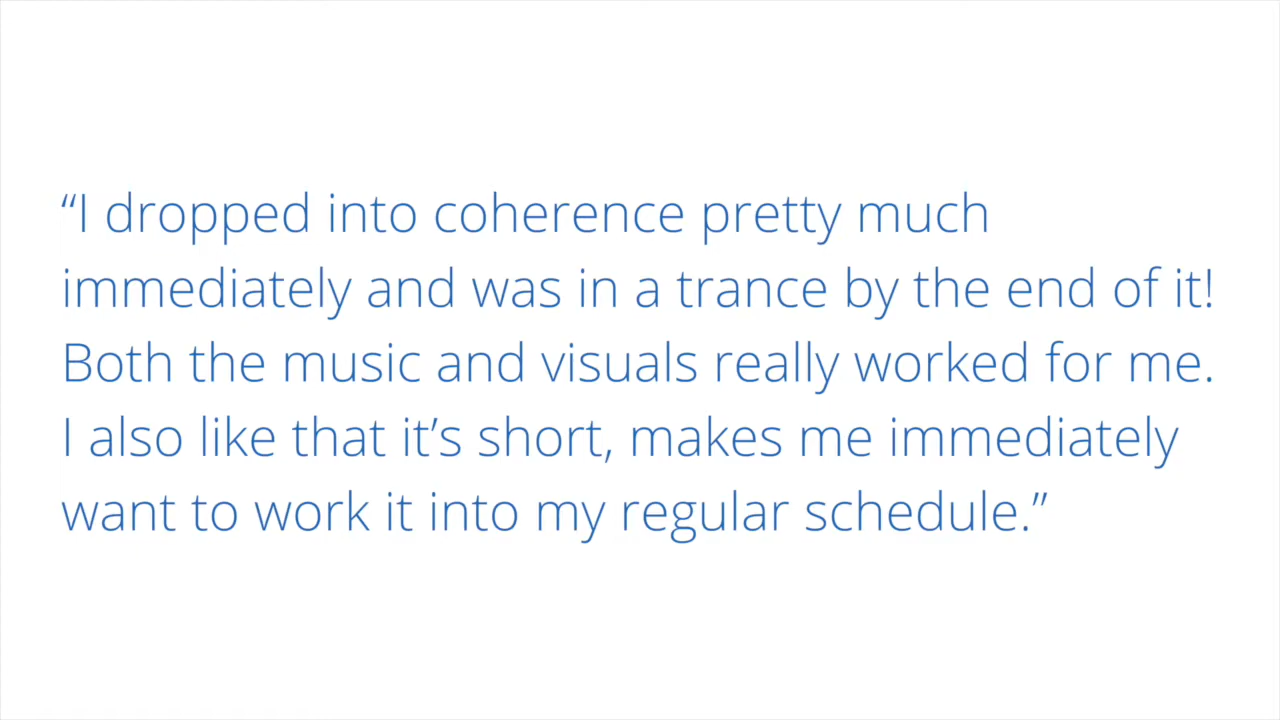 “I dropped into coherence pretty much
immediately and was in a trance by the end of it!
Both the music and visuals really worked for me.
I also like that it’s short, makes me immediately
want to work it into my regular schedule.”